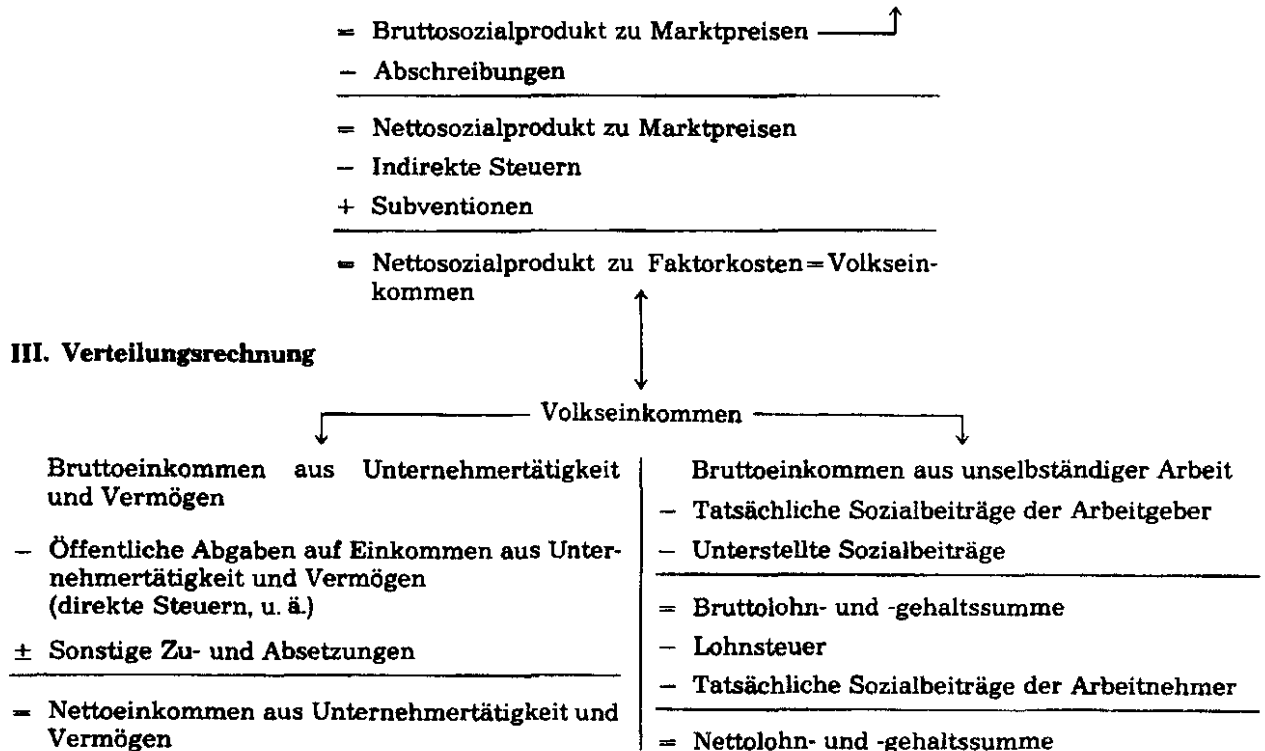 = Bruttosozialprodukt zu Marktpreisen
– Abschreibungen
= Nettosozialprodukt zu Marktpreisen
– Indirekte Steuern
+ Subventionen
= Nettosozialprodukt zu Faktorkosten=Volksein-
kommen
III. Verteilungsrechnung
Volkseinkommen
Bruttoeinkommen aus Unternehmertätigkeit
und Vermögen
– Öffentliche Abgaben auf Einkommen aus Unter-
nehmertätigkeit und Vermögen
(direkte Steuern, u. ä.)
± Sonstige Zu- und Absetzungen
= Nettoeinkommen aus Unternehmertätigkeit und
Vermögen
Bruttoeinkommen aus unselbständiger Arbeit
– Tatsächliche Sozialbeiträge der Arbeitgeber
– Unterstellte Sozialbeiträge
= Bruttolohn- und -gehaltssumme
– Lohnsteuer
– Tatsächliche Sozialbeiträge der Arbeitnehmer
= Nettolohn- und -gehaltssumme